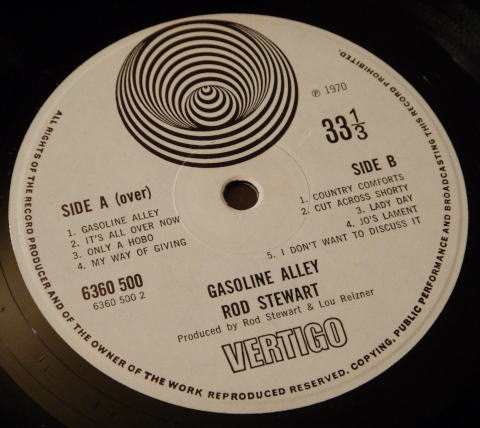 ℗ 1970
33⅓
SIDE A (over)
1. GASOLINE ALLEY
2. IT'S ALL OVER NOW
3. ONLY A HOBO
4. MY WAY OF GIVING
6360 500
6360 500 2
SIDE B
1. COUNTRY COMFORTS
2. CUT ACROSS SHORTY
3. LADY DAY
4. JO'S LAMENT
5. I DON'T WANT TO DISCUSS IT
GASOLINE ALLEY
ROD STEWART
Produced by Rod Stewart & Lou Reizner
VERTIGO
ALL RIGHTS OF THE RECORD PRODUCER AND OF THE OWNER OF THE WORK REPRODUCED RESERVED. COPYING, PUBLIC PERFORMANCE AND BROADCASTING THIS RECORD PROHIBITED.